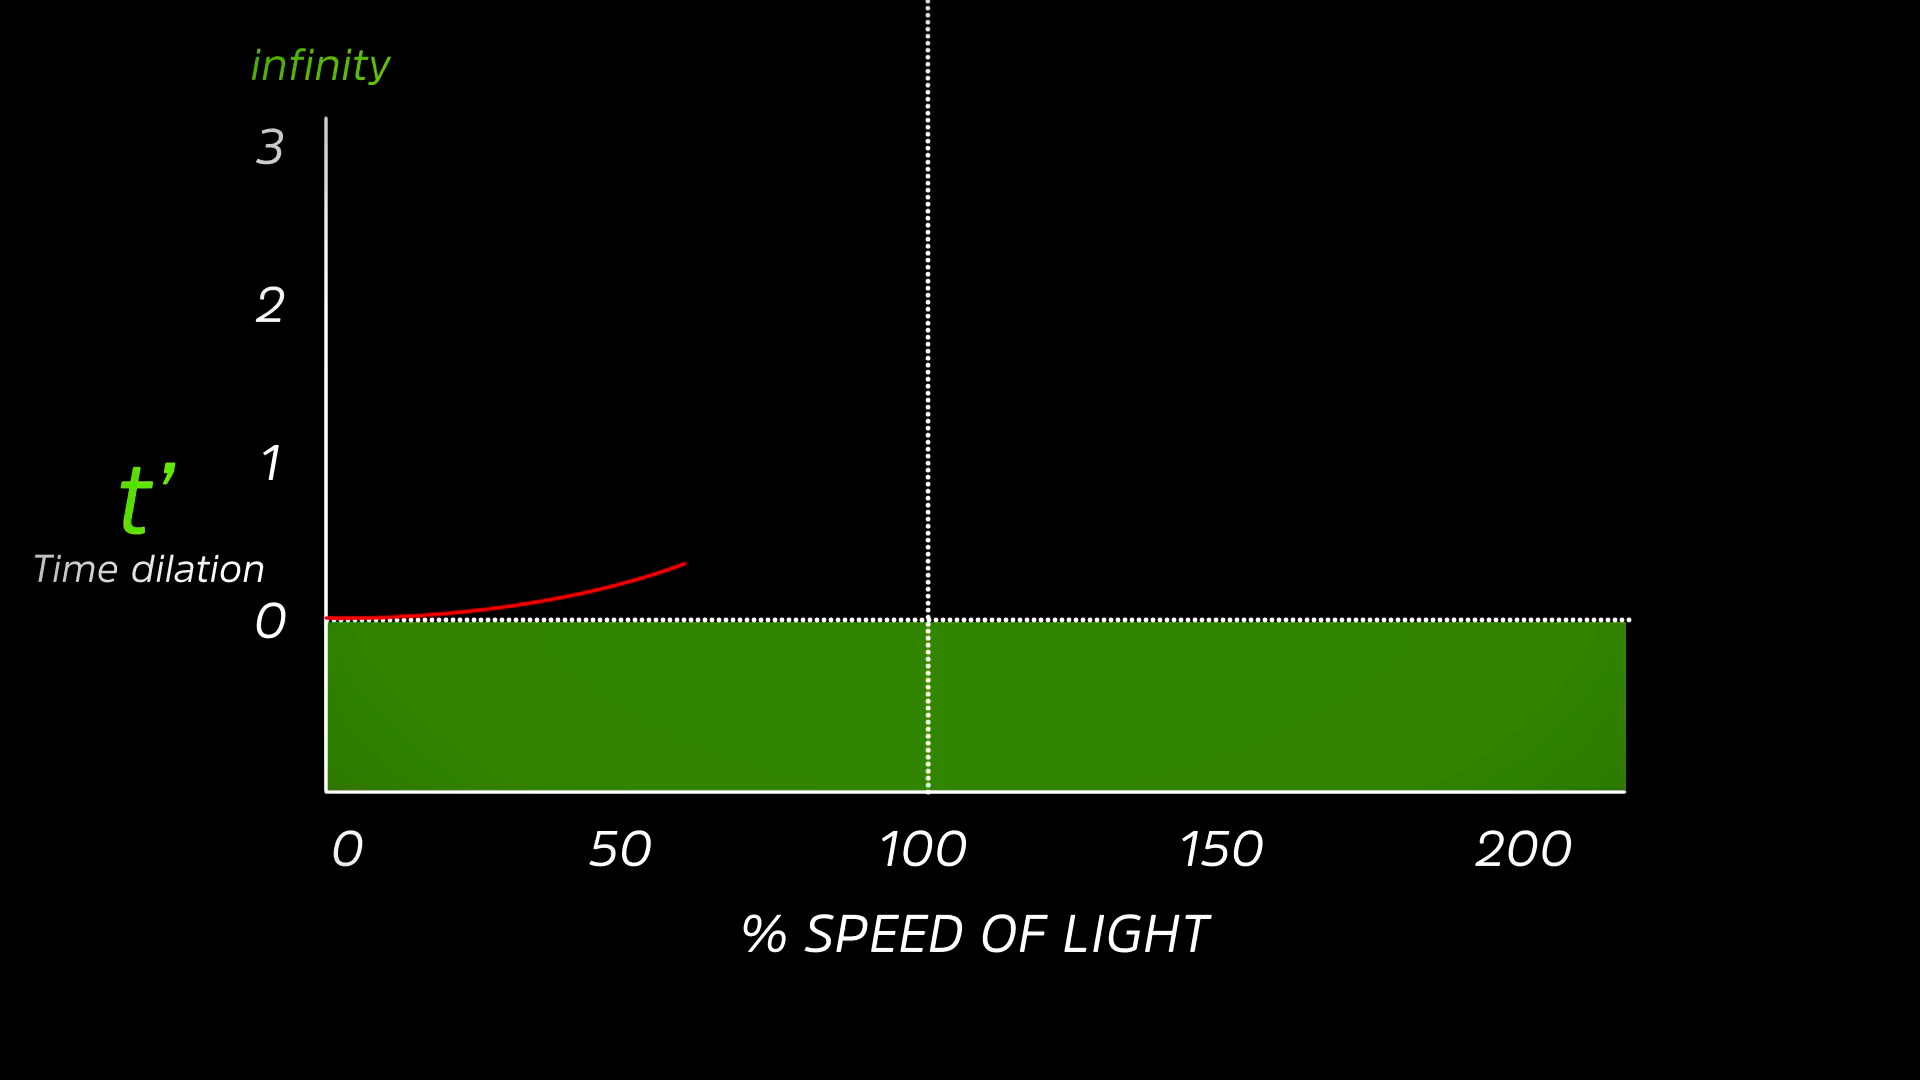 infinity
3
2
1
t’
Time dilation
0
0 50 100 150 200
% SPEED OF LIGHT